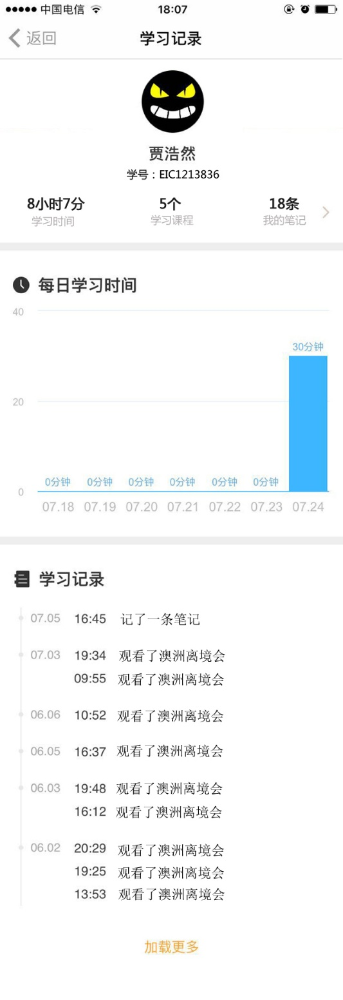 中国电信 18:07
返回 学习记录
贾浩然
学号：EIC1213836
8小时7分 5个 18条
学习时间 学习课程 我的笔记
每日学习时间
40
30分钟
20
0分钟 0分钟 0分钟 0分钟 0分钟 0分钟
0
07.18 07.19 07.20 07.21 07.22 07.23 07.24
学习记录
07.05 16:45 记了一条笔记
07.03 19:34 观看了澳洲离境会
09:55 观看了澳洲离境会
06.06 10:52 观看了澳洲离境会
06.05 16:37 观看了澳洲离境会
06.03 19:48 观看了澳洲离境会
16:12 观看了澳洲离境会
06.02 20:29 观看了澳洲离境会
19:25 观看了澳洲离境会
13:53 观看了澳洲离境会
加载更多